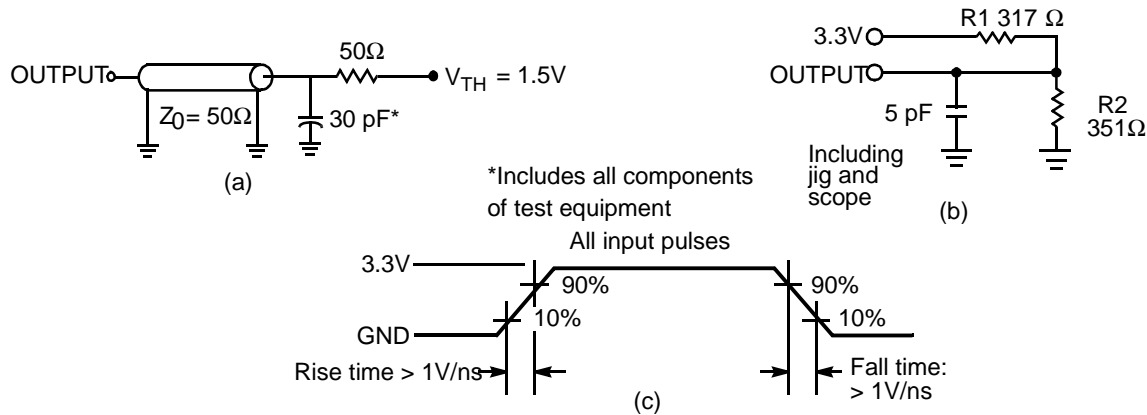 50Ω
OUTPUT
V_TH = 1.5V
Z0 = 50Ω
30 pF*
(a)
R1 317 Ω
3.3V
OUTPUT
5 pF
R2
351Ω
Including
jig and
scope
(b)
*Includes all components
of test equipment
All input pulses
3.3V
90%
90%
10%
10%
GND
Rise time > 1V/ns
Fall time:
> 1V/ns
(c)